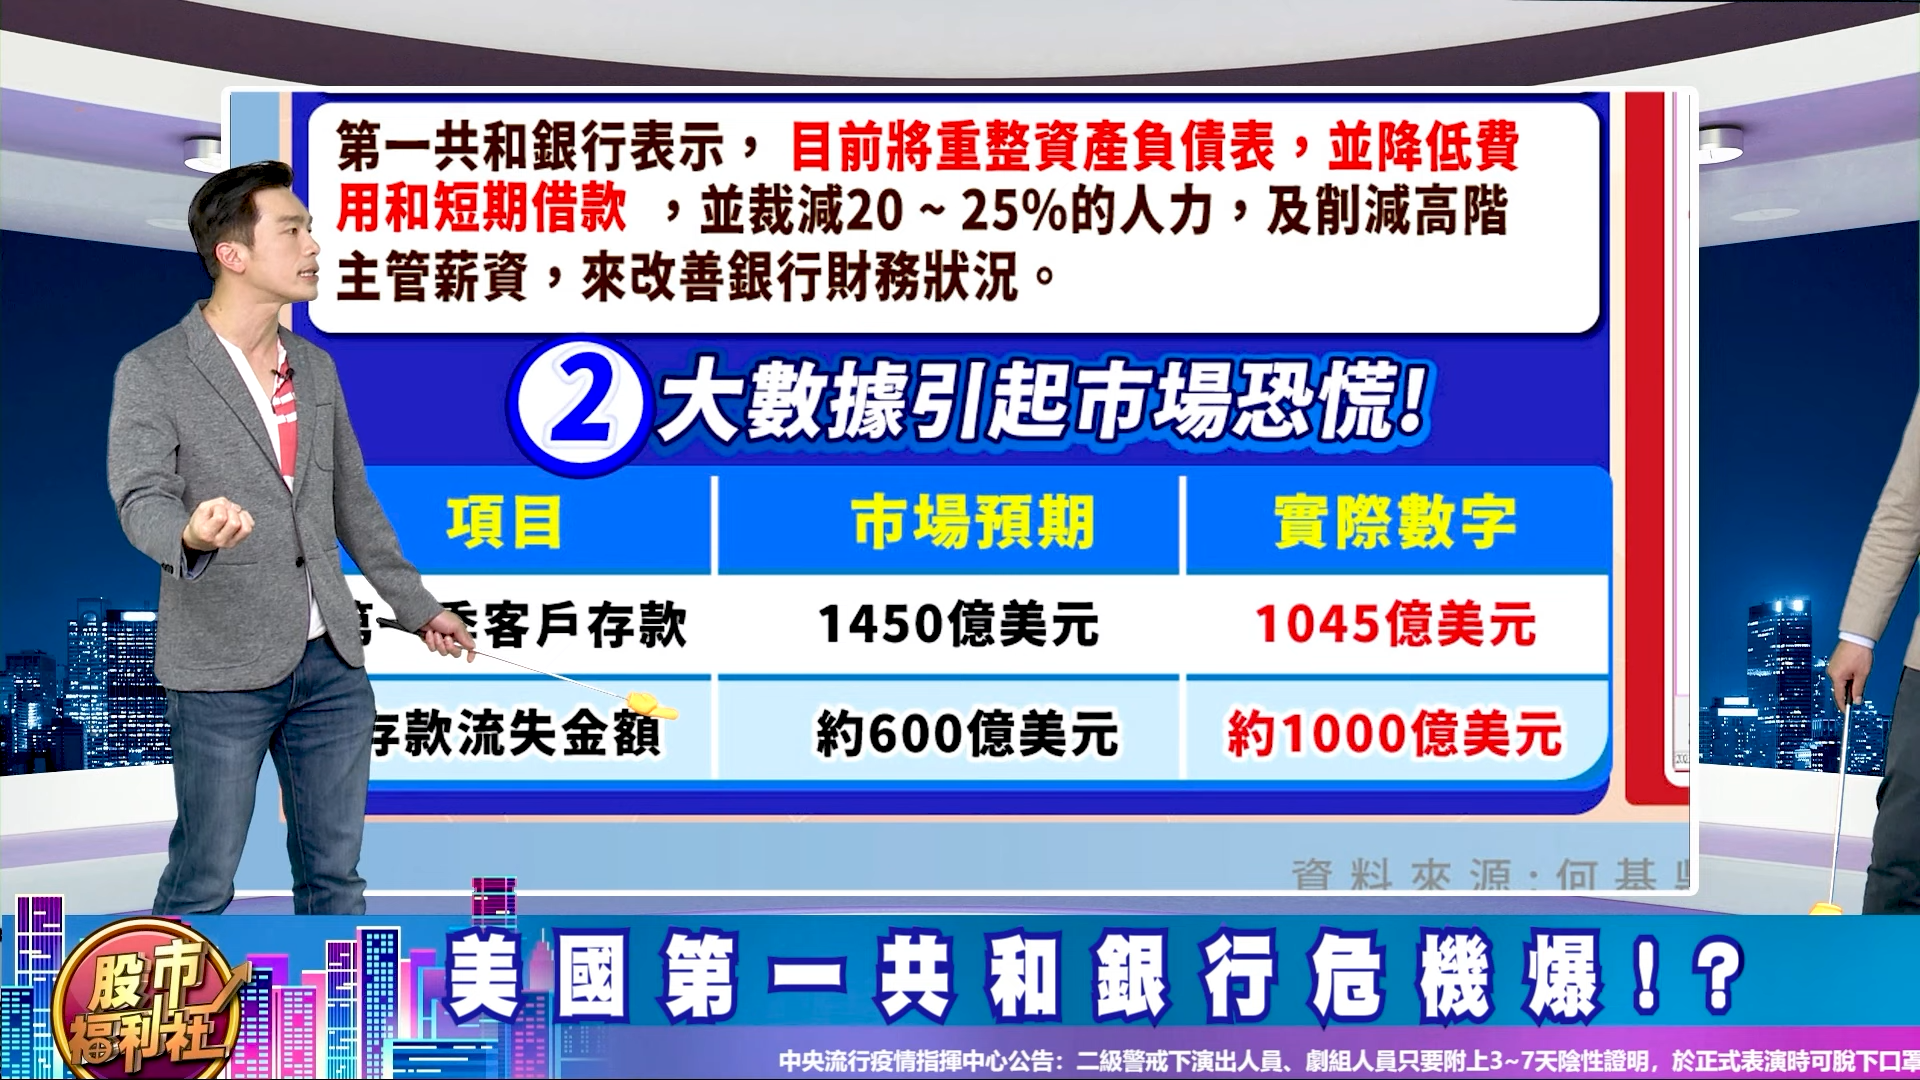 第一共和銀行表示，目前將重整資產負債表，並降低費
用和短期借款，並裁減20 ~ 25%的人力，及削減高階
主管薪資，來改善銀行財務狀況。
2 大數據引起市場恐慌!
項目 市場預期 實際數字
第一季客戶存款 1450億美元 1045億美元
存款流失金額 約600億美元 約1000億美元
資料來源:何基
美國第一共和銀行危機爆!?
股市
福利社
中央流行疫情指揮中心公告：二級警戒下演出人員、劇組人員只要附上3~7天陰性證明，於正式表演時可脫下口罩